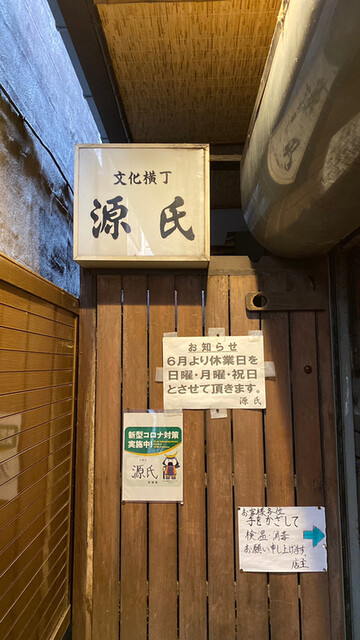 文化横丁
源氏
お知らせ
6月より休業日を
日曜・月曜・祝日
とさせて頂きます。
源氏
新型コロナ対策
実施中!
源氏
お客様各位
手をかざして
検温・消毒
お願い申し上げます。
店主